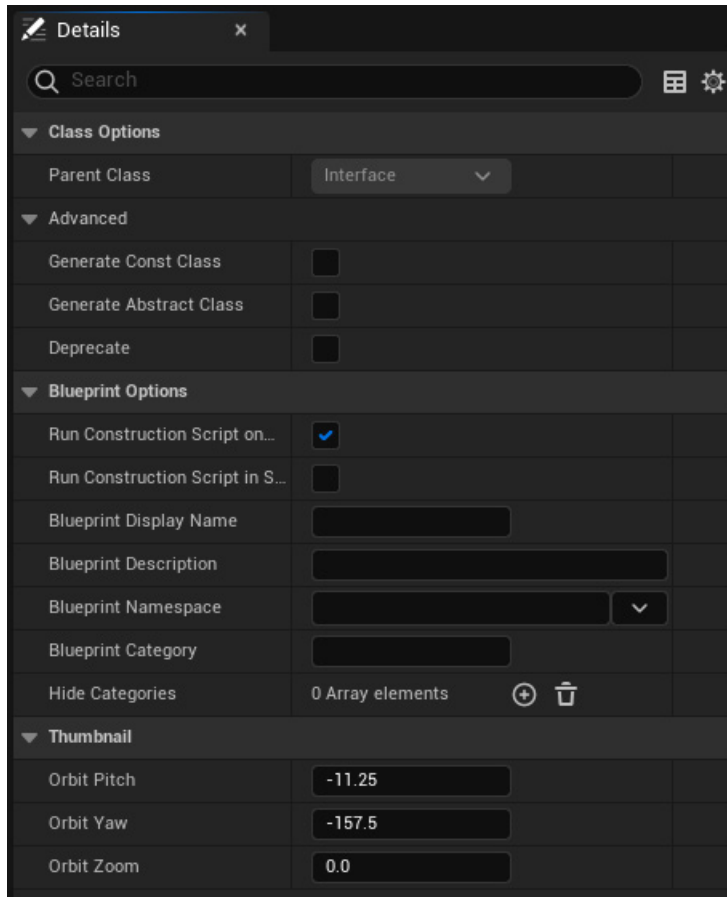 Details
Search
Class Options
Parent Class Interface
Advanced
Generate Const Class
Generate Abstract Class
Deprecate
Blueprint Options
Run Construction Script on...
Run Construction Script in S...
Blueprint Display Name
Blueprint Description
Blueprint Namespace
Blueprint Category
Hide Categories 0 Array elements
Thumbnail
Orbit Pitch -11.25
Orbit Yaw -157.5
Orbit Zoom 0.0